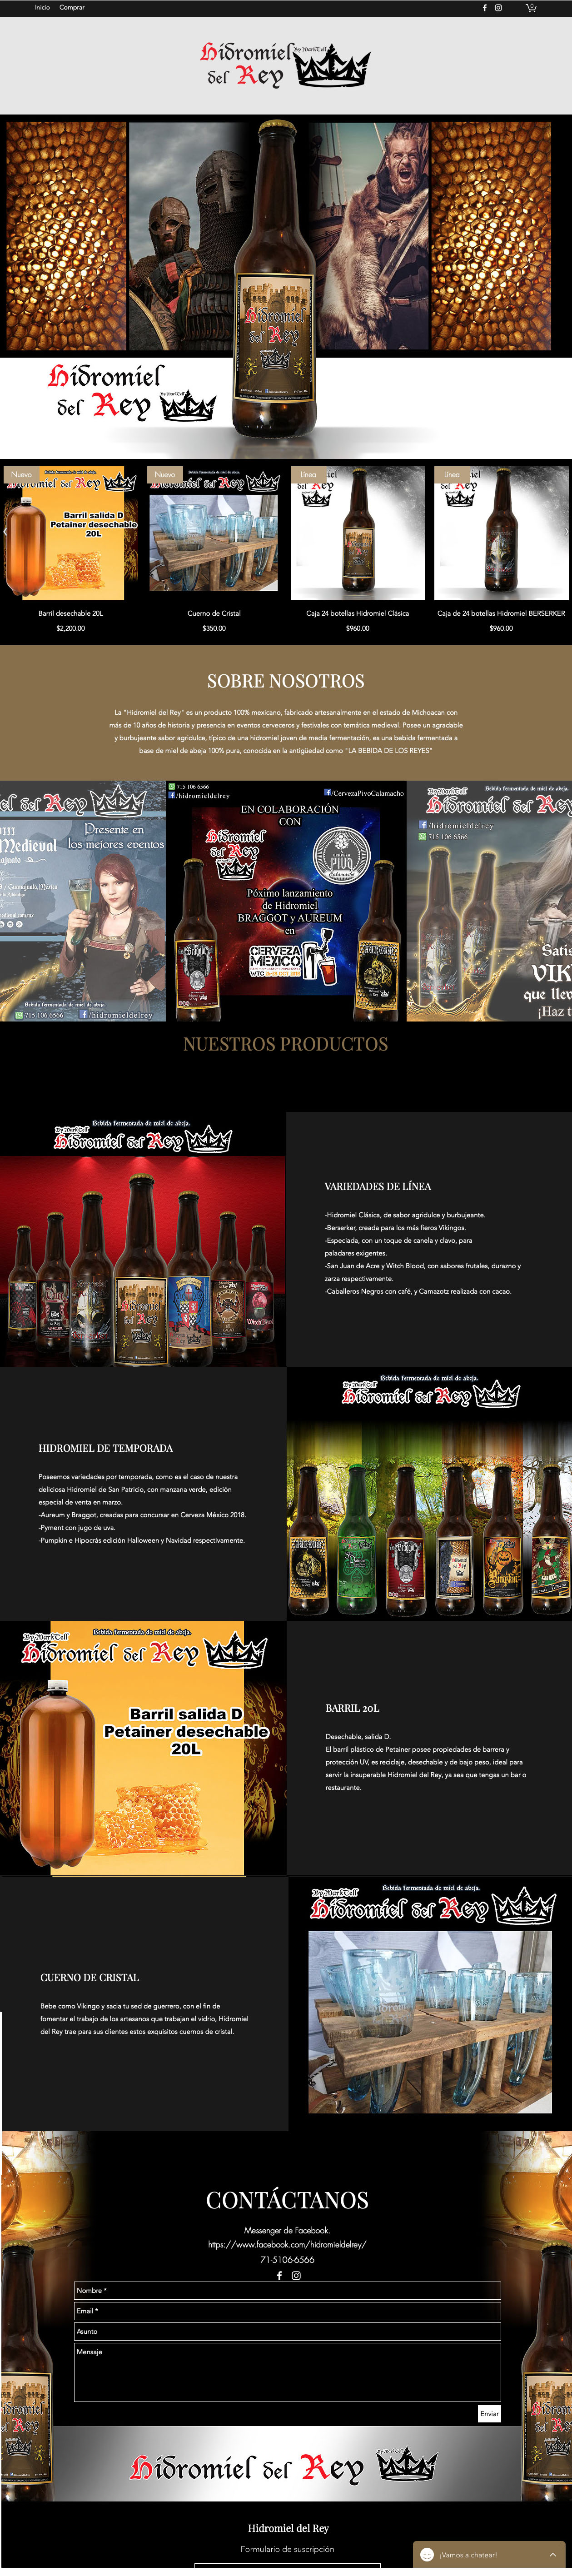 Inicio Comprar
Hidromiel
By MarkTell
del Rey
Hidromiel
del Rey
Hidromiel
By MarkTell
del Rey
Nuevo
Bebida fermentada de miel de abeja.
Barril salida D
Petainer desechable
20L
Barril desechable 20L
$2,200.00
Nuevo
Bebida fermentada de miel de abeja.
Hidromiel del Rey
Cuerno de Cristal
$350.00
Línea
Caja 24 botellas Hidromiel Clásica
$960.00
Línea
Caja de 24 botellas Hidromiel BERSERKER
$960.00
SOBRE NOSOTROS
La "Hidromiel del Rey" es un producto 100% mexicano, fabricado artesanalmente en el estado de Michoacan con
más de 10 años de historia y presencia en eventos cerveceros y festivales con temática medieval. Posee un agradable
y burbujeante sabor agridulce, típico de una hidromiel joven de media fermentación, es una bebida fermentada a
base de miel de abeja 100% pura, conocida en la antigüedad como "LA BEBIDA DE LOS REYES"
el del Rey
Medieval
Presente en
los mejores eventos
Bebida fermentada de miel de abeja.
715 106 6566 /hidromieldelrey
715 106 6566
/hidromieldelrey
/CervezaPivoCalamacho
EN COLABORACIÓN
CON
Hidromiel
del Rey
CERVEZA
PIVO
Calamacho
Póximo lanzamiento
de Hidromiel
BRAGGOT y AUREUM
en
CERVEZA
MÉXICO
Braggot
AUREUM
Bebida fermentada de miel de abeja.
Hidromiel del Rey
/hidromieldelrey
715 106 6566
Satis
VIK
que llev
¡Haz t
NUESTROS PRODUCTOS
Bebida fermentada de miel de abeja.
By MarkTell
Hidromiel del Rey
Hidromiel
del Rey
VARIEDADES DE LÍNEA
-Hidromiel Clásica, de sabor agridulce y burbujeante.
-Berserker, creada para los más fieros Vikingos.
-Especiada, con un toque de canela y clavo, para
paladares exigentes.
-San Juan de Acre y Witch Blood, con sabores frutales, durazno y
zarza respectivamente.
-Caballeros Negros con café, y Camazotz realizada con cacao.
HIDROMIEL DE TEMPORADA
Poseemos variedades por temporada, como es el caso de nuestra
deliciosa Hidromiel de San Patricio, con manzana verde, edición
especial de venta en marzo.
-Aureum y Braggot, creadas para concursar en Cerveza México 2018.
-Pyment con jugo de uva.
-Pumpkin e Hipocrás edición Halloween y Navidad respectivamente.
Bebida fermentada de miel de abeja.
By MarkTell
Hidromiel del Rey
Braggot
Pumpkin
Bebida fermentada de miel de abeja.
By MarkTell
Hidromiel del Rey
Barril salida D
Petainer desechable
20L
BARRIL 20L
Desechable, salida D.
El barril plástico de Petainer posee propiedades de barrera y
protección UV, es reciclaje, desechable y de bajo peso, ideal para
servir la insuperable Hidromiel del Rey, ya sea que tengas un bar o
restaurante.
CUERNO DE CRISTAL
Bebe como Vikingo y sacia tu sed de guerrero, con el fin de
fomentar el trabajo de los artesanos que trabajan el vidrio, Hidromiel
del Rey trae para sus clientes estos exquisitos cuernos de cristal.
Bebida fermentada de miel de abeja.
By MarkTell
Hidromiel del Rey
CONTÁCTANOS
Messenger de Facebook.
https://www.facebook.com/hidromieldelrey/
71-5106-6566
Nombre *
Email *
Asunto
Mensaje
Enviar
Hidromiel del Rey
By MarkTell
Hidromiel del Rey
Formulario de suscripción
¡Vamos a chatear!